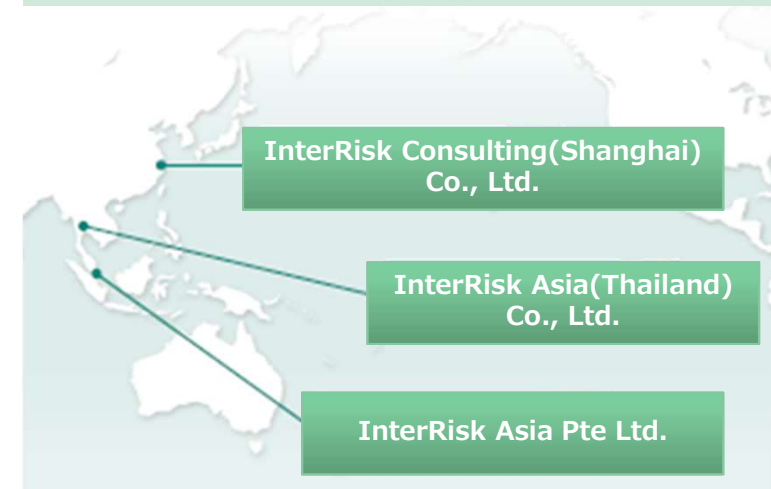 InterRisk Consulting(Shanghai)
Co., Ltd.
InterRisk Asia(Thailand)
Co., Ltd.
InterRisk Asia Pte Ltd.